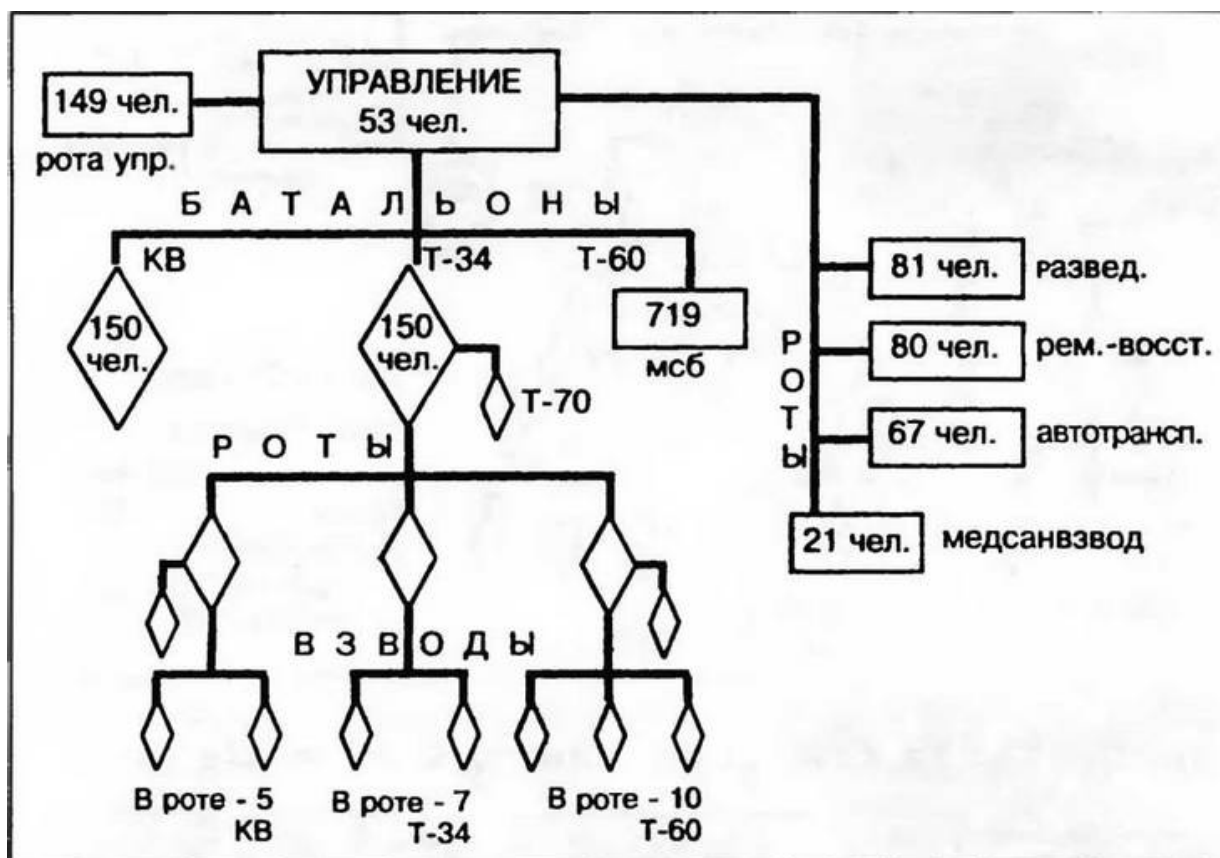 УПРАВЛЕНИЕ
53 чел.
149 чел.
рота упр.
БАТАЛЬОНЫ
КВ
Т-34
Т-60
150
чел.
150
чел.
719
мсб
Т-70
РОТЫ
81 чел.
развед.
80 чел.
рем.-восст.
67 чел.
автотрансп.
21 чел.
медсанвзвод
РОТЫ
ВЗВОДЫ
В роте - 5
КВ
В роте - 7
Т-34
В роте - 10
Т-60